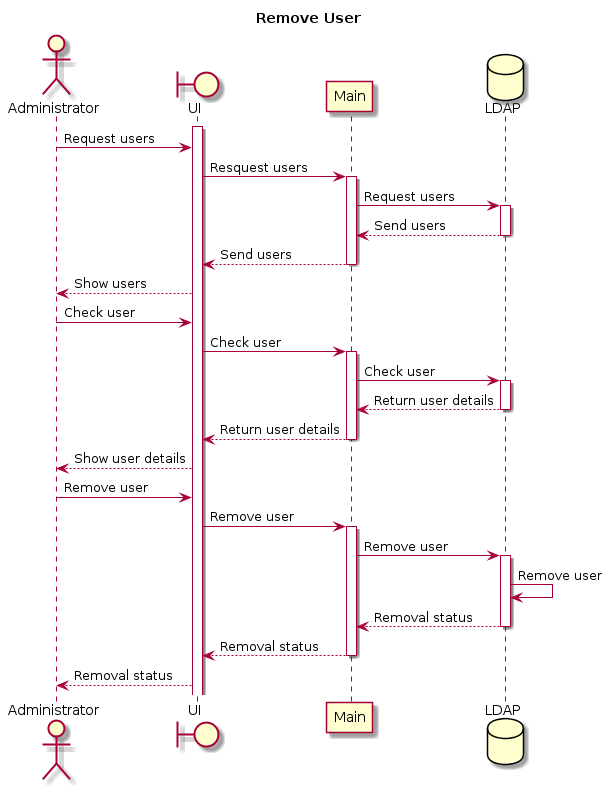 Remove User
Administrator
UI
Main
LDAP
Request users
Resquest users
Request users
Send users
Send users
Show users
Check user
Check user
Check user
Return user details
Return user details
Show user details
Remove user
Remove user
Remove user
Remove user
Removal status
Removal status
Removal status
Administrator
UI
Main
LDAP